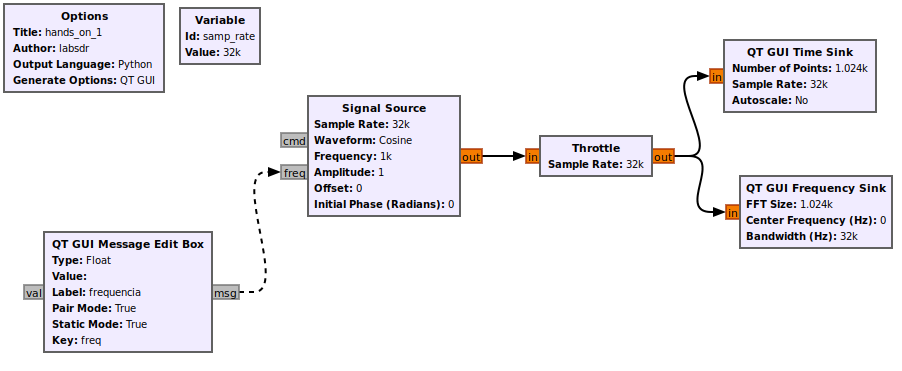 Options
Title: hands_on_1
Author: labsdr
Output Language: Python
Generate Options: QT GUI
Variable
Id: samp_rate
Value: 32k
Signal Source
Sample Rate: 32k
Waveform: Cosine
Frequency: 1k
Amplitude: 1
Offset: 0
Initial Phase (Radians): 0
cmd
freq
out
QT GUI Message Edit Box
Type: Float
Value:
Label: frequencia
Pair Mode: True
Static Mode: True
Key: freq
val
msg
Throttle
Sample Rate: 32k
in
out
QT GUI Time Sink
Number of Points: 1.024k
Sample Rate: 32k
Autoscale: No
in
QT GUI Frequency Sink
FFT Size: 1.024k
Center Frequency (Hz): 0
Bandwidth (Hz): 32k
in